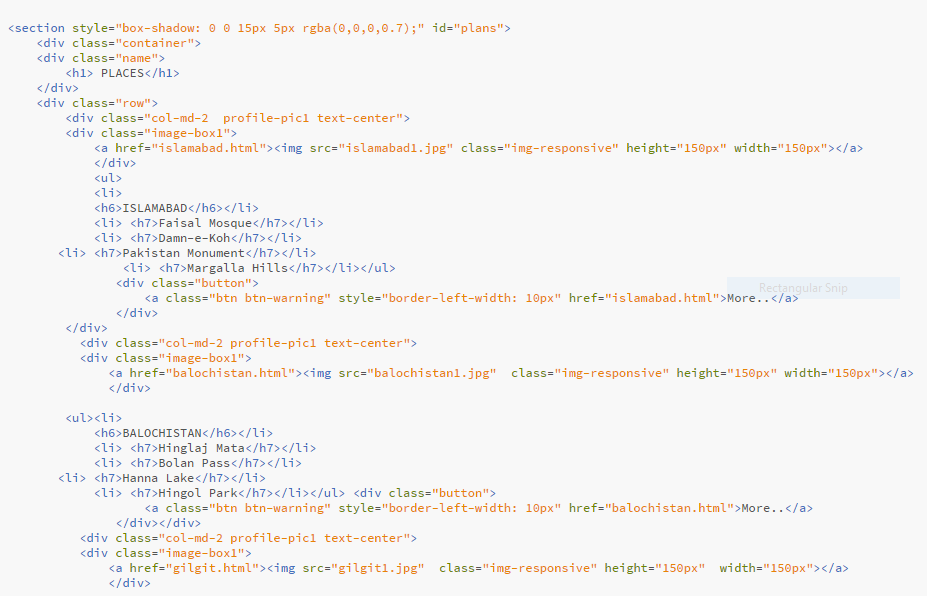 <section style="box-shadow: 0 0 15px 5px rgba(0,0,0,0.7);" id="plans">
<div class="container">
<div class="name">
<h1> PLACES</h1>
</div>
<div class="row">
<div class="col-md-2  profile-pic1 text-center">
<div class="image-box1">
<a href="islamabad.html"><img src="islamabad1.jpg" class="img-responsive" height="150px" width="150px"></a>
</div>
<ul>
<li>
<h6>ISLAMABAD</h6></li>
<li> <h7>Faisal Mosque</h7></li>
<li> <h7>Damn-e-Koh</h7></li>
<li> <h7>Pakistan Monument</h7></li>
<li> <h7>Margalla Hills</h7></li></ul>
<div class="button">
Rectangular Snip
<a class="btn btn-warning" style="border-left-width: 10px" href="islamabad.html">More..</a>
</div>
</div>
<div class="col-md-2 profile-pic1 text-center">
<div class="image-box1">
<a href="balochistan.html"><img src="balochistan1.jpg"  class="img-responsive" height="150px" width="150px"></a>
</div>
<ul><li>
<h6>BALOCHISTAN</h6></li>
<li> <h7>Hinglaj Mata</h7></li>
<li> <h7>Bolan Pass</h7></li>
<li> <h7>Hanna Lake</h7></li>
<li> <h7>Hingol Park</h7></li></ul> <div class="button">
<a class="btn btn-warning" style="border-left-width: 10px" href="balochistan.html">More..</a>
</div></div>
<div class="col-md-2 profile-pic1 text-center">
<div class="image-box1">
<a href="gilgit.html"><img src="gilgit1.jpg"  class="img-responsive" height="150px"  width="150px"></a>
</div>